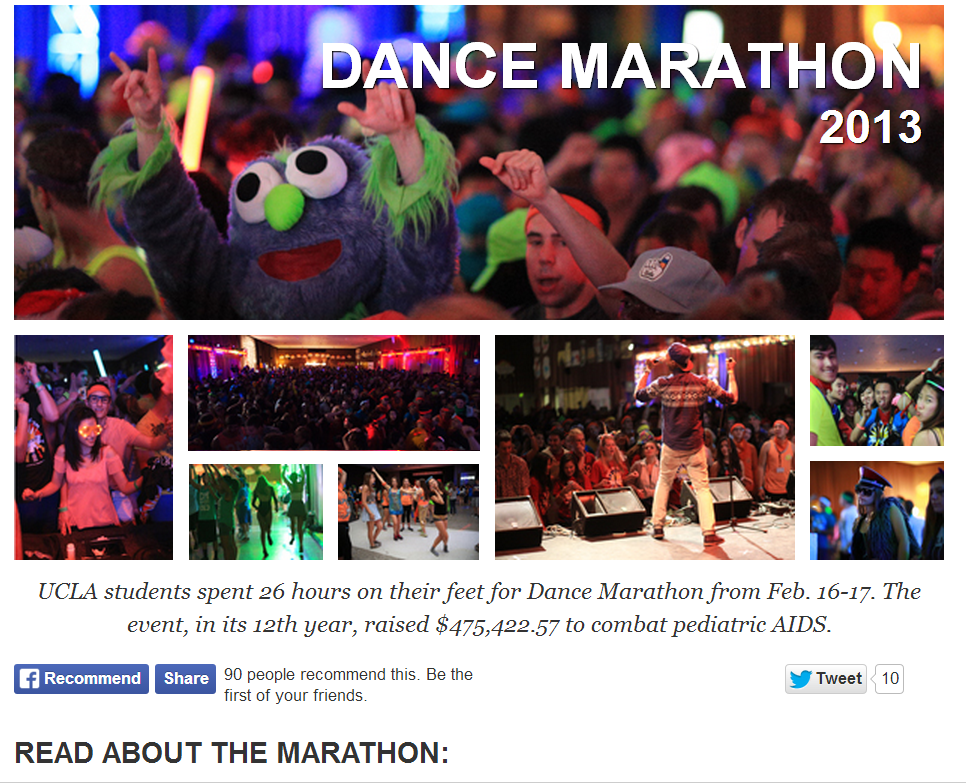 DANCE MARATHON
2013
UCLA students spent 26 hours on their feet for Dance Marathon from Feb. 16-17. The
event, in its 12th year, raised $475,422.57 to combat pediatric AIDS.
Recommend Share 90 people recommend this. Be the
first of your friends.
Tweet 10
READ ABOUT THE MARATHON: